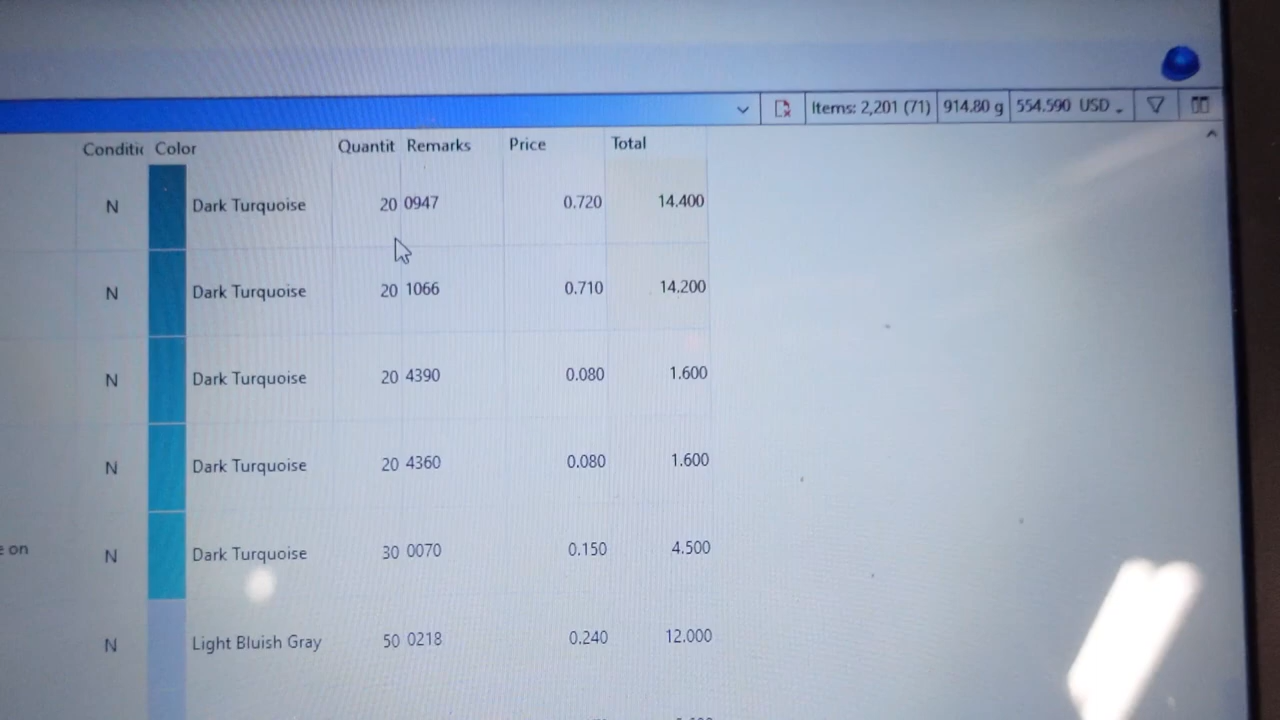 Items: 2,201 (71) 914.80 g 554.590 USD
Conditic Color Quantit Remarks Price Total
N Dark Turquoise 20 0947 0.720 14.400
N Dark Turquoise 20 1066 0.710 14.200
N Dark Turquoise 20 4390 0.080 1.600
N Dark Turquoise 20 4360 0.080 1.600
e on N Dark Turquoise 30 0070 0.150 4.500
N Light Bluish Gray 50 0218 0.240 12.000